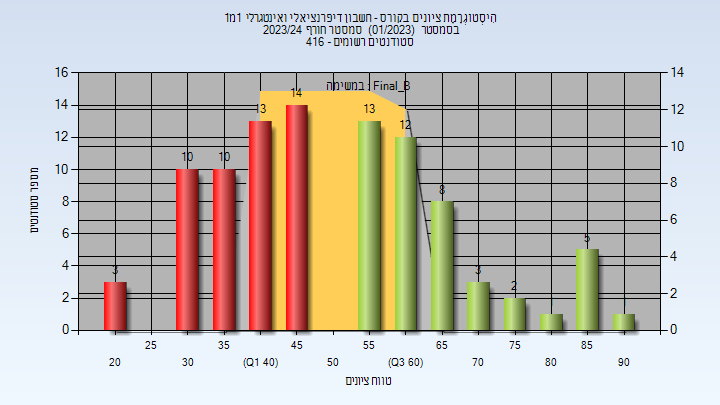 הִיסְטוֹגְרַמַּת ציונים בקורס - חשבון דיפרנציאלי ואינטגרלי 1מ1
בסמסטר (01/2023) סמסטר חורף 2023/24
סטודנטים רשומים - 416
במשימה : Final_B
16 14 12 10 8 6 4 2 0
14 12 10 8 6 4 2 0
3 10 10 13 14 13 12 8 3 2 5
מספר סטודנטים
25 35 45 55 65 75 85
20 30 (Q1 40) 50 (Q3 60) 70 80 90
טווח ציונים